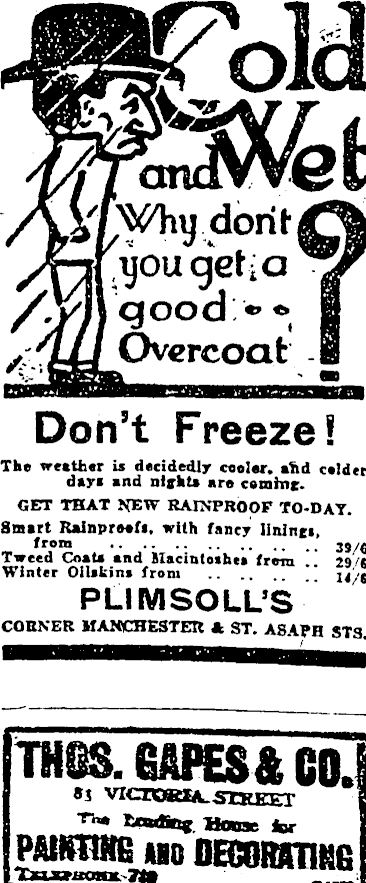 Cold
and Wet
Why don't
you get a
good
Overcoat ?
Don't Freeze!
The weather is decidedly cooler, and colder
days and nights are coming.
GET THAT NEW RAINPROOF TO-DAY.
Smart Rainproofs, with fancy linings,
from .. .. .. .. .. .. .. 39/6
Tweed Coats and Macintoshes from .. 29/6
Winter Oilskins from .. .. .. .. 14/6
PLIMSOLL'S
CORNER MANCHESTER & ST. ASAPH STS.
THOS. GAPES & CO.
83 VICTORIA STREET
The Leading House for
PAINTING AND DECORATING
TELEPHONE 719